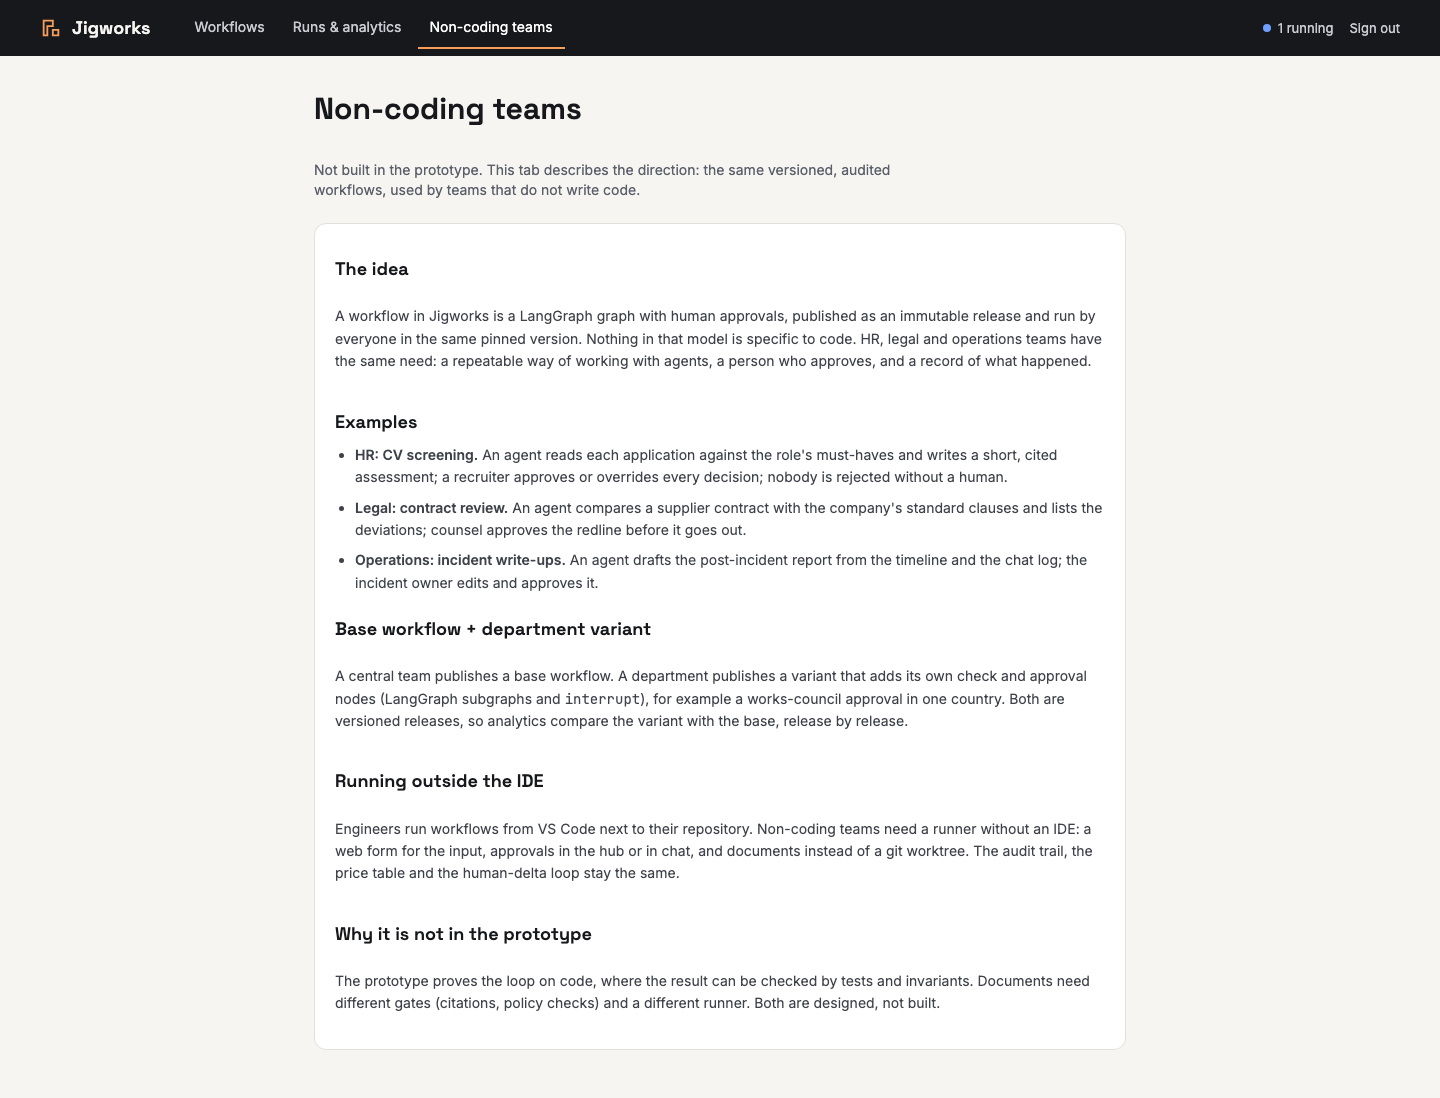 Jigworks
Workflows
Runs & analytics
Non-coding teams
1 running
Sign out
Non-coding teams
Not built in the prototype. This tab describes the direction: the same versioned, audited
workflows, used by teams that do not write code.
The idea
A workflow in Jigworks is a LangGraph graph with human approvals, published as an immutable release and run by
everyone in the same pinned version. Nothing in that model is specific to code. HR, legal and operations teams have
the same need: a repeatable way of working with agents, a person who approves, and a record of what happened.
Examples
• HR: CV screening. An agent reads each application against the role's must-haves and writes a short, cited
assessment; a recruiter approves or overrides every decision; nobody is rejected without a human.
• Legal: contract review. An agent compares a supplier contract with the company's standard clauses and lists the
deviations; counsel approves the redline before it goes out.
• Operations: incident write-ups. An agent drafts the post-incident report from the timeline and the chat log; the
incident owner edits and approves it.
Base workflow + department variant
A central team publishes a base workflow. A department publishes a variant that adds its own check and approval
nodes (LangGraph subgraphs and interrupt), for example a works-council approval in one country. Both are
versioned releases, so analytics compare the variant with the base, release by release.
Running outside the IDE
Engineers run workflows from VS Code next to their repository. Non-coding teams need a runner without an IDE: a
web form for the input, approvals in the hub or in chat, and documents instead of a git worktree. The audit trail, the
price table and the human-delta loop stay the same.
Why it is not in the prototype
The prototype proves the loop on code, where the result can be checked by tests and invariants. Documents need
different gates (citations, policy checks) and a different runner. Both are designed, not built.